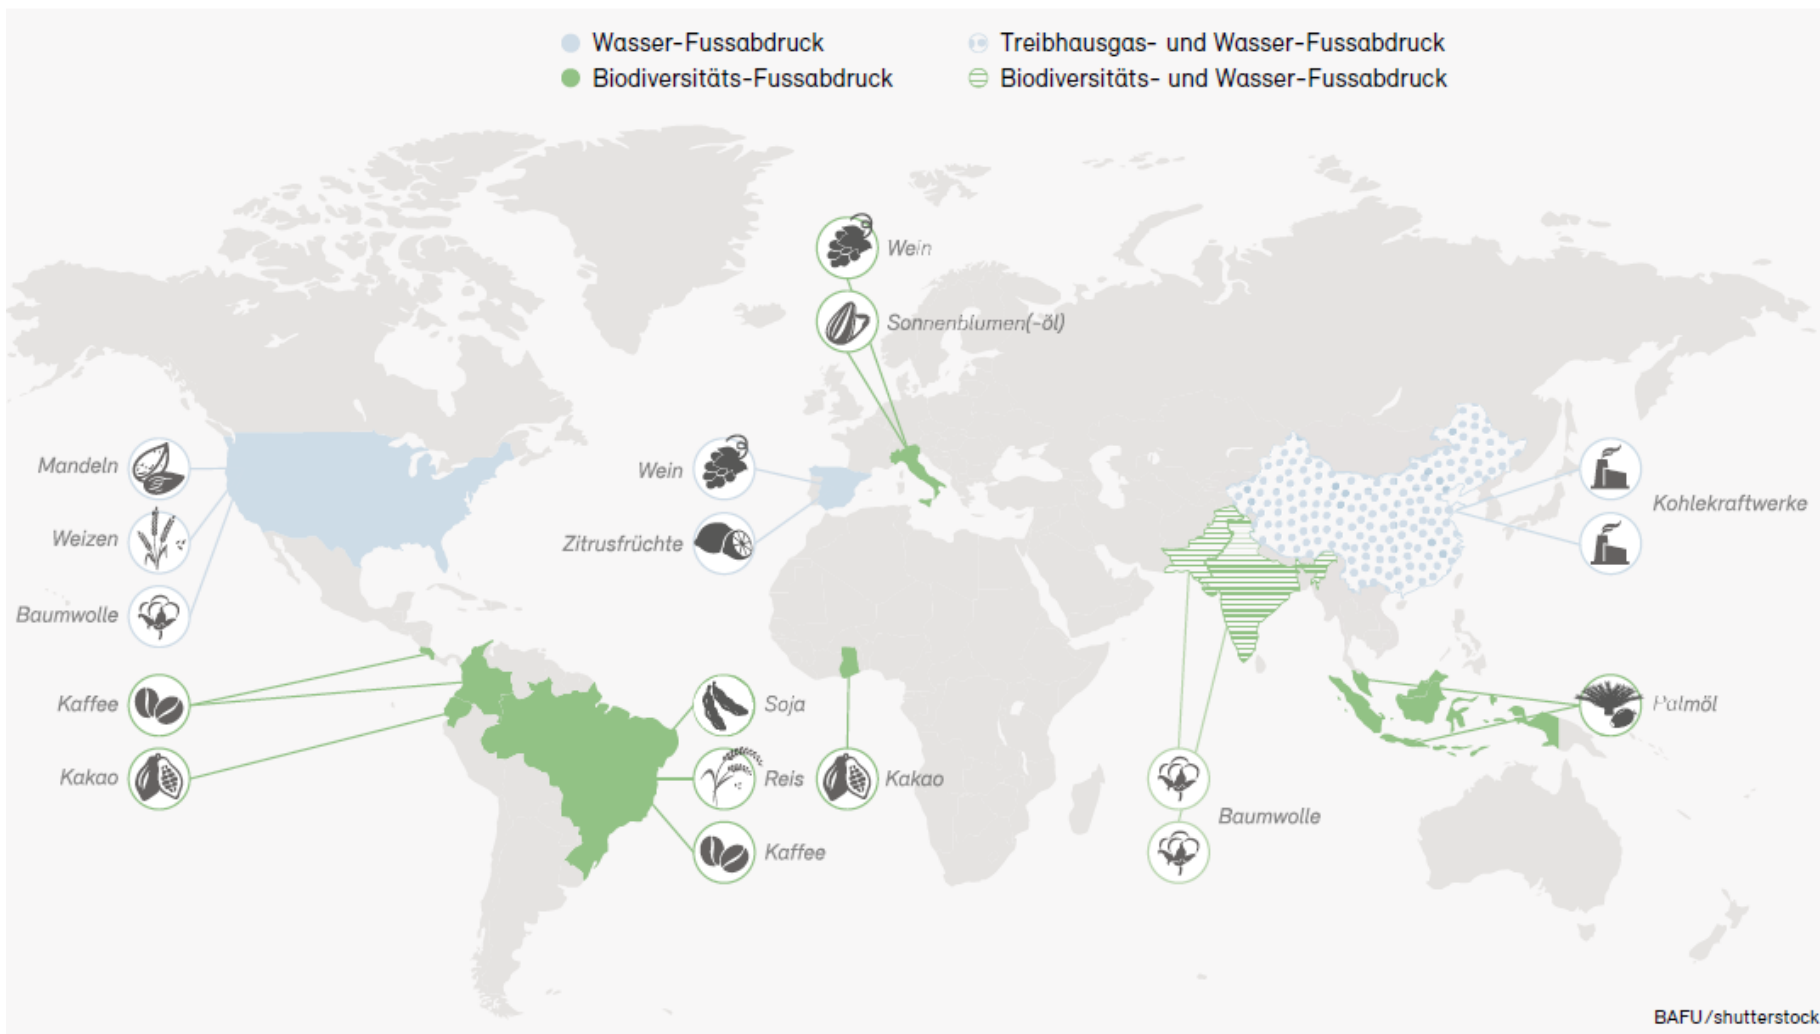 Wasser-Fussabdruck
Biodiversitäts-Fussabdruck
Treibhausgas- und Wasser-Fussabdruck
Biodiversitäts- und Wasser-Fussabdruck
Wein
Sonnenblumen(-öl)
Mandeln
Weizen
Baumwolle
Kaffee
Kakao
Wein
Zitrusfrüchte
Soja
Reis
Kaffee
Kakao
Kohlekraftwerke
Palmöl
Baumwolle
BAFU/shutterstock